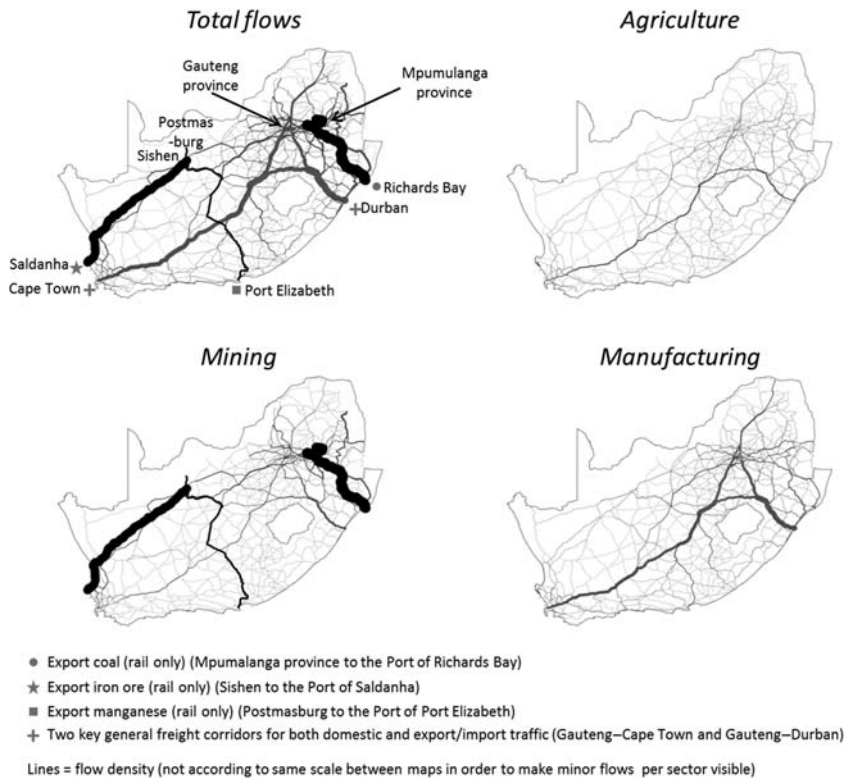 Total flows
Agriculture
Gauteng
province
Mpumulanga
province
Postmas
-burg
Sishen
Richards Bay
Durban
Saldanha
Cape Town
Port Elizabeth
Mining
Manufacturing
Export coal (rail only) (Mpumalanga province to the Port of Richards Bay)
Export iron ore (rail only) (Sishen to the Port of Saldanha)
Export manganese (rail only) (Postmasburg to the Port of Port Elizabeth)
Two key general freight corridors for both domestic and export/import traffic (Gauteng–Cape Town and Gauteng–Durban)
Lines = flow density (not according to same scale between maps in order to make minor flows per sector visible)